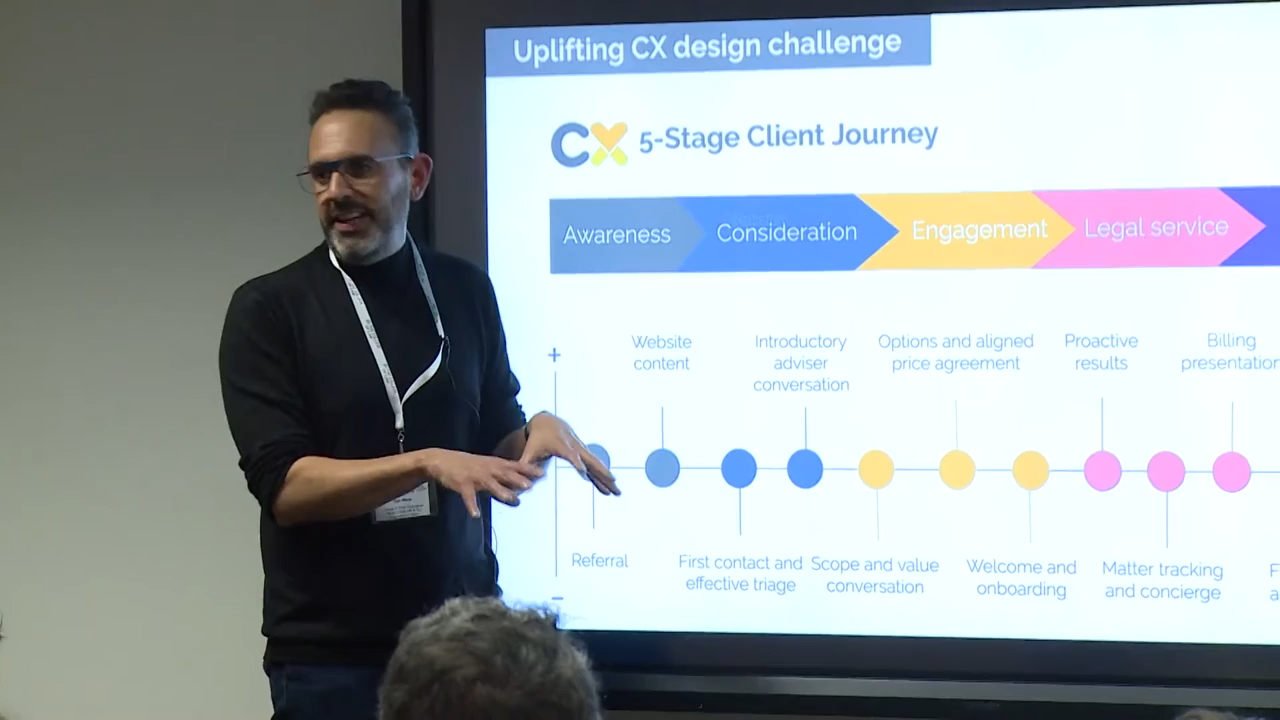 Uplifting CX design challenge
CX 5-Stage Client Journey
Awareness
Consideration
Engagement
Legal service
+
Website
content
Introductory
adviser
conversation
Options and aligned
price agreement
Proactive
results
Billing
presentation
Referral
First contact and
effective triage
Scope and value
conversation
Welcome and
onboarding
Matter tracking
and concierge
−